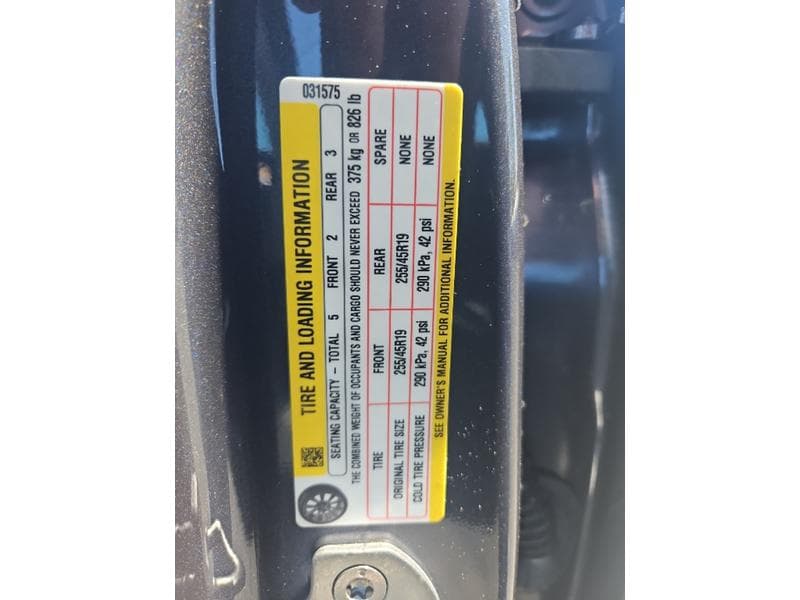 031575
TIRE AND LOADING INFORMATION
SEATING CAPACITY – TOTAL 5 FRONT 2 REAR 3
THE COMBINED WEIGHT OF OCCUPANTS AND CARGO SHOULD NEVER EXCEED 375 kg OR 826 lb
TIRE FRONT REAR SPARE
ORIGINAL TIRE SIZE 255/45R19 255/45R19 NONE
COLD TIRE PRESSURE 290 kPa, 42 psi 290 kPa, 42 psi NONE
SEE OWNER'S MANUAL FOR ADDITIONAL INFORMATION.